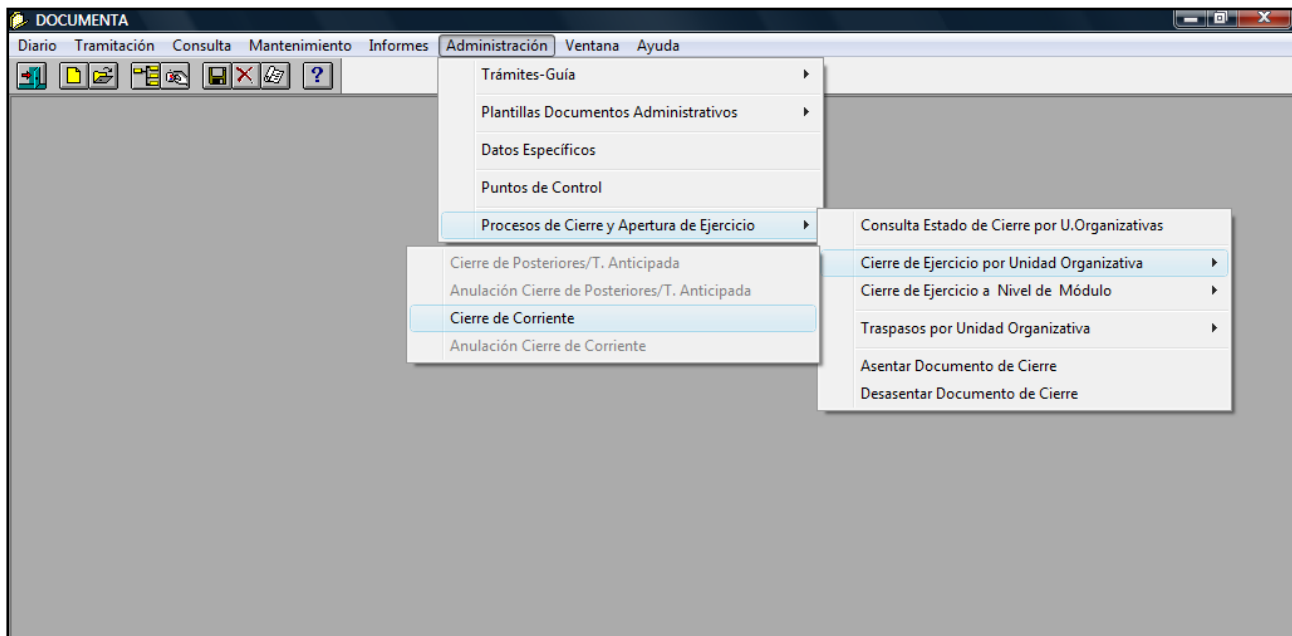 DOCUMENTA
Diario Tramitación Consulta Mantenimiento Informes Administración Ventana Ayuda
?
Trámites-Guía
Plantillas Documentos Administrativos
Datos Específicos
Puntos de Control
Procesos de Cierre y Apertura de Ejercicio
Consulta Estado de Cierre por U.Organizativas
Cierre de Ejercicio por Unidad Organizativa
Cierre de Ejercicio a Nivel de Módulo
Traspasos por Unidad Organizativa
Asentar Documento de Cierre
Desasentar Documento de Cierre
Cierre de Posteriores/T. Anticipada
Anulación Cierre de Posteriores/T. Anticipada
Cierre de Corriente
Anulación Cierre de Corriente